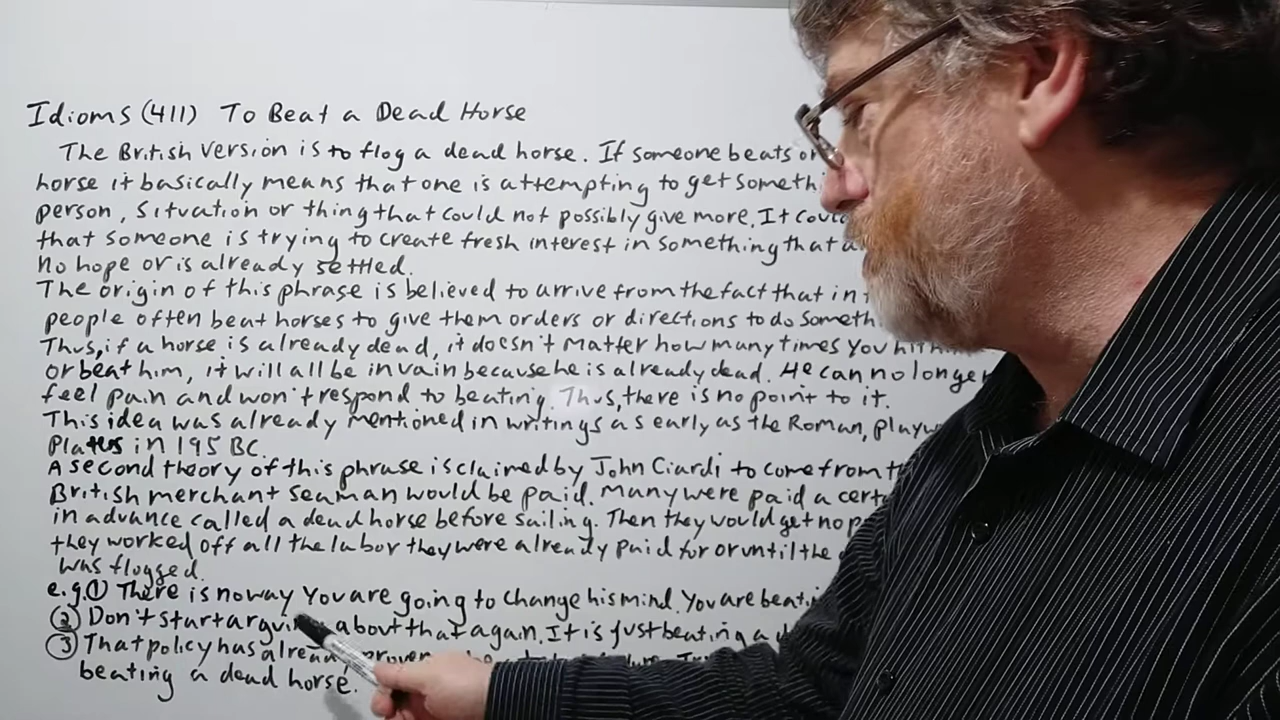 Idioms (411) To Beat a Dead Horse
The British version is to flog a dead horse. If someone beats or
horse it basically means that one is attempting to get someth
person, situation or thing that could not possibly give more. It could
that someone is trying to create fresh interest in something that
no hope or is already settled.
The origin of this phrase is believed to arrive from the fact that in
people often beat horses to give them orders or directions to do someth
Thus, if a horse is already dead, it doesn't matter how many times you hit him
or beat him, it will all be in vain because he is already dead. He can no longer
feel pain and won't respond to beating. Thus, there is no point to it.
This idea was already mentioned in writings as early as the Roman, playw
Plat in 195 BC.
A second theory of this phrase is claimed by John Ciardi to come from
British merchant seaman would be paid. Many were paid a cert
in advance called a dead horse before sailing. Then they would get no
they worked off all the labor they were already paid for or until the
was flogged.
e.g. ① There is no way you are going to change his mind. You are beati
② Don't start argui about that again. It is just beating a
③ That policy has alread proven
beating a dead horse.